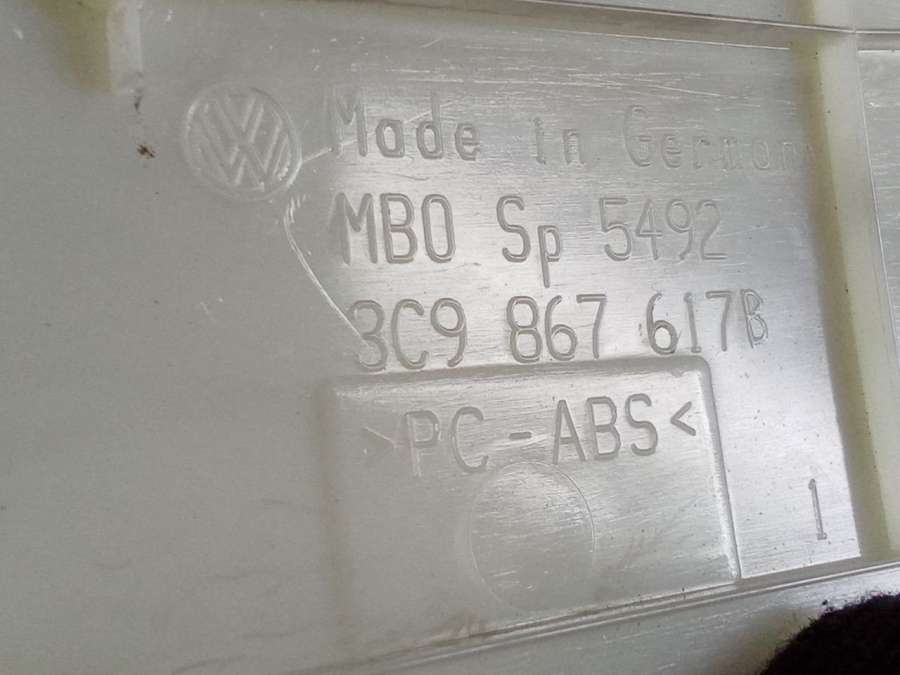 Made in Germany
MBO Sp 5492
3C9 867 617B
>PC-ABS<
1